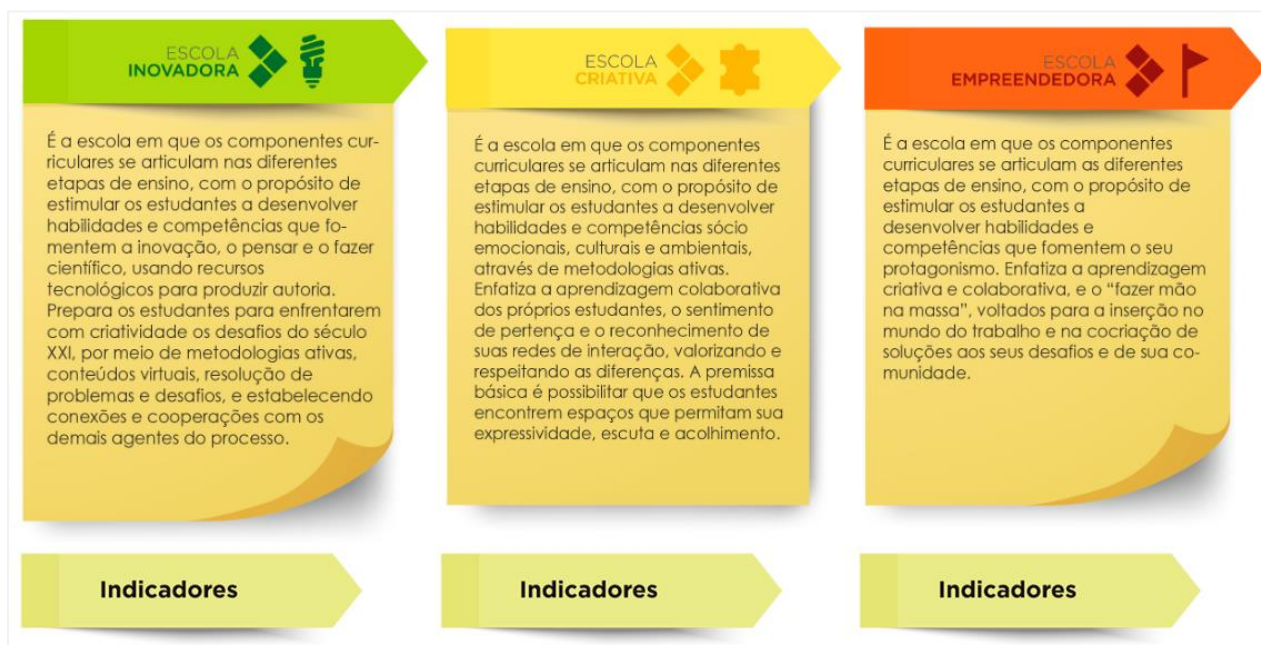 ESCOLA
INOVADORA
É a escola em que os componentes cur-
riculares se articulam nas diferentes
etapas de ensino, com o propósito de
estimular os estudantes a desenvolver
habilidades e competências que fo-
mentem a inovação, o pensar e o fazer
científico, usando recursos
tecnológicos para produzir autoria.
Prepara os estudantes para enfrentarem
com criatividade os desafios do século
XXI, por meio de metodologias ativas,
conteúdos virtuais, resolução de
problemas e desafios, e estabelecendo
conexões e cooperações com os
demais agentes do processo.
Indicadores
ESCOLA
CRIATIVA
É a escola em que os componentes
curriculares se articulam nas diferentes
etapas de ensino, com o propósito de
estimular os estudantes a desenvolver
habilidades e competências sócio
emocionais, culturais e ambientais,
através de metodologias ativas.
Enfatiza a aprendizagem colaborativa
dos próprios estudantes, o sentimento
de pertença e o reconhecimento de
suas redes de interação, valorizando e
respeitando as diferenças. A premissa
básica é possibilitar que os estudantes
encontrem espaços que permitam sua
expressividade, escuta e acolhimento.
Indicadores
ESCOLA
EMPREENDEDORA
É a escola em que os componentes
curriculares se articulam as diferentes
etapas de ensino, com o propósito de
estimular os estudantes a
desenvolver habilidades e
competências que fomentem o seu
protagonismo. Enfatiza a aprendizagem
criativa e colaborativa, e o “fazer mão
na massa”, voltados para a inserção no
mundo do trabalho e na cocriação de
soluções aos seus desafios e de sua co-
munidade.
Indicadores